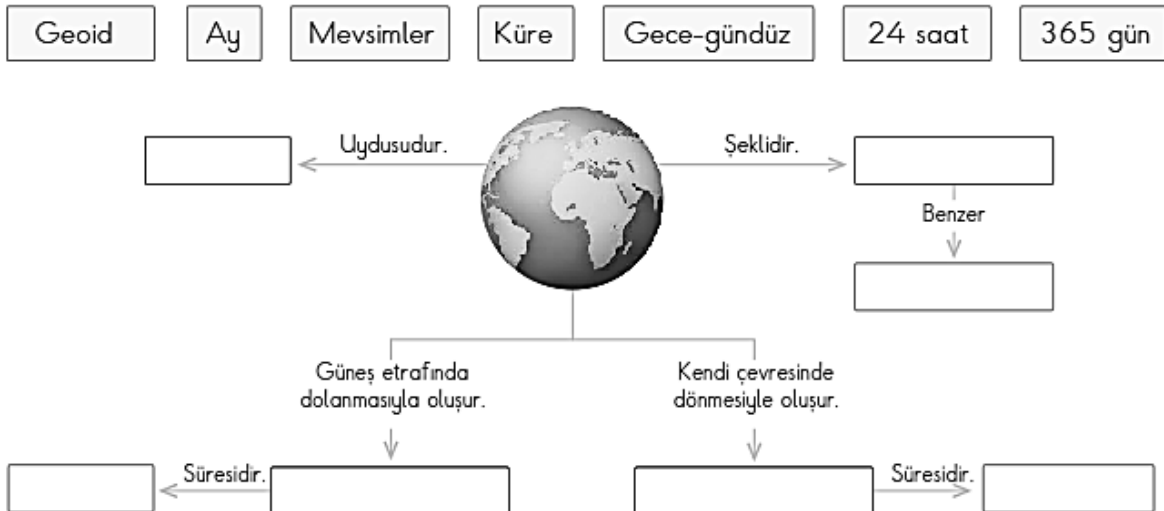 Geoid Ay Mevsimler Küre Gece-gündüz 24 saat 365 gün
Uydusudur. Şeklidir.
Benzer
Güneş etrafında
dolanmasıyla oluşur.
Kendi çevresinde
dönmesiyle oluşur.
Süresidir. Süresidir.